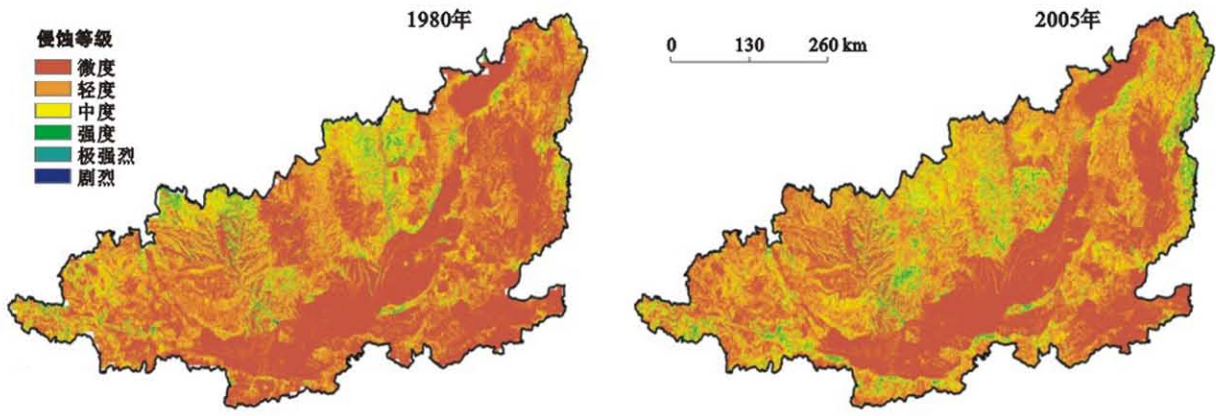 1980年
2005年
侵蚀等级
微度
轻度
中度
强度
极强烈
剧烈
0 130 260 km